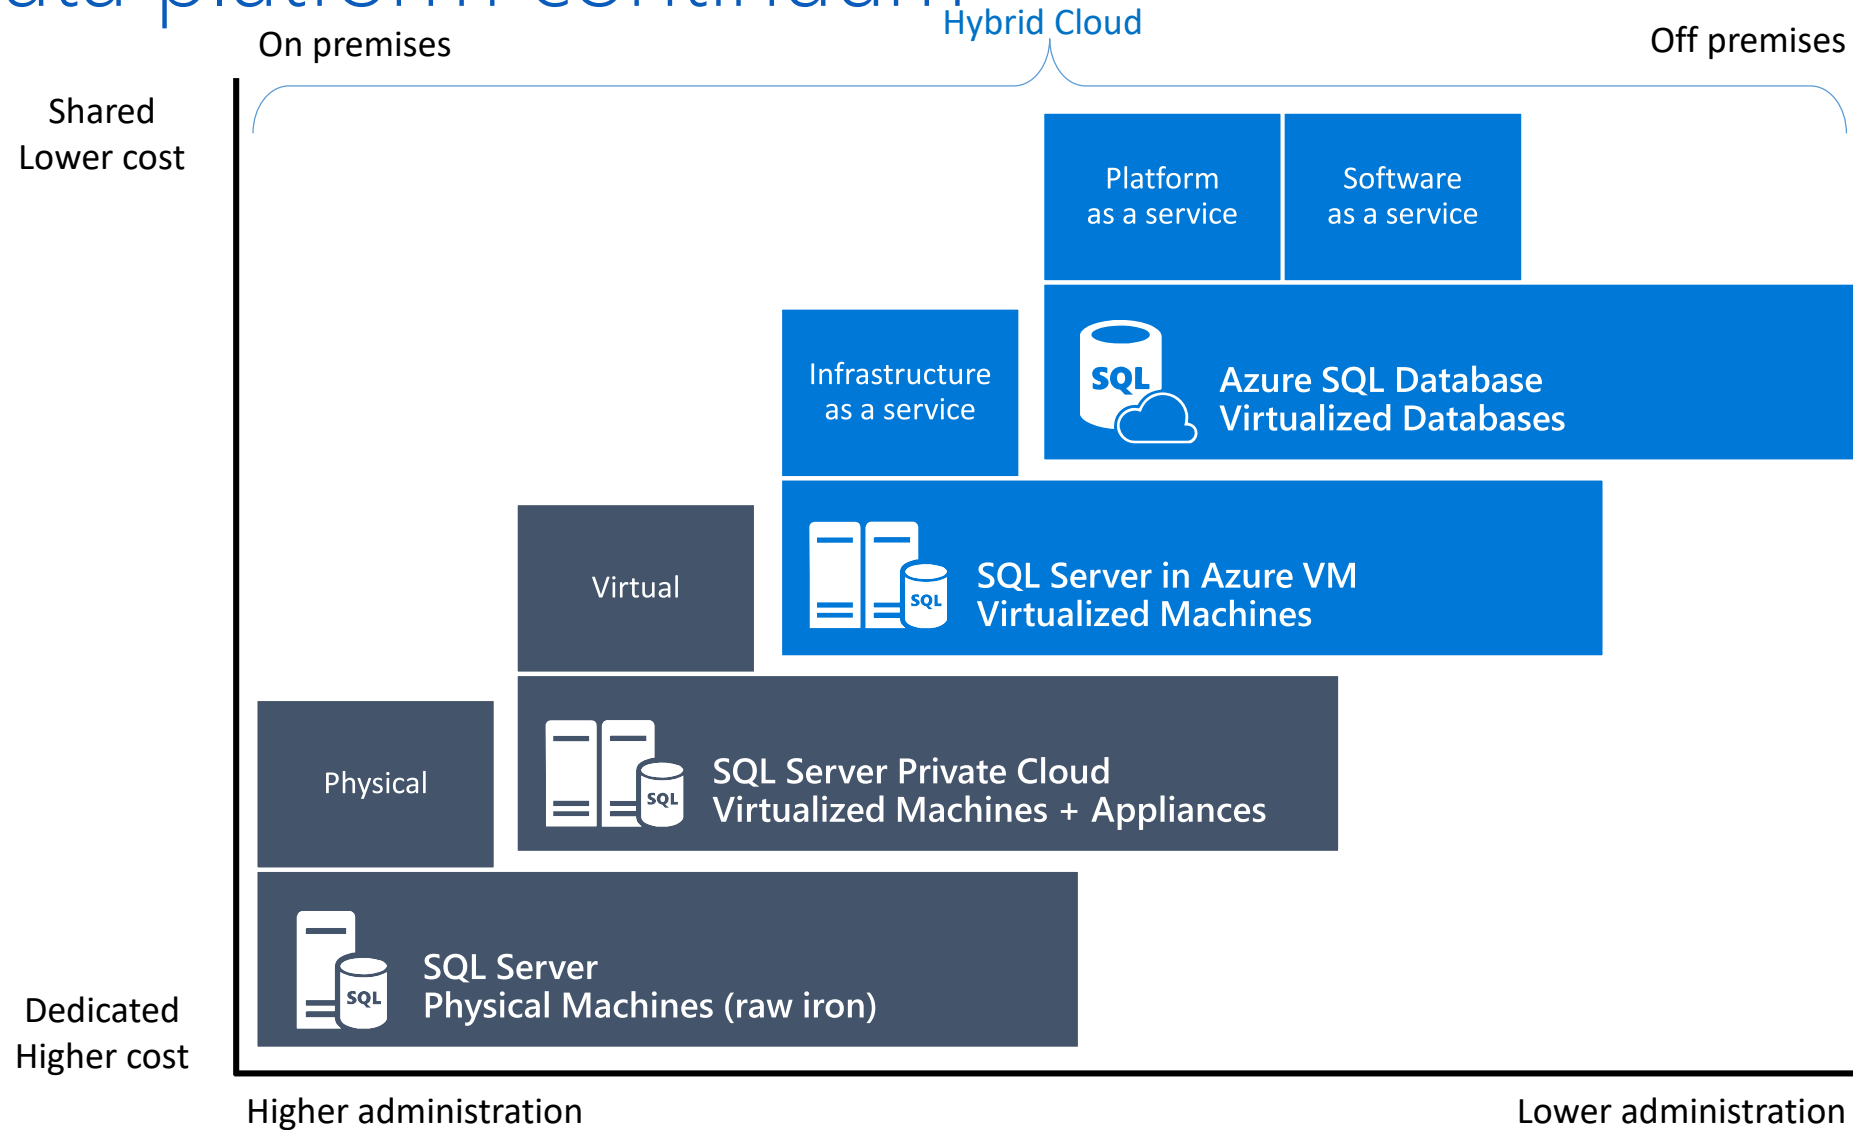 platform continuum
Hybrid Cloud
On premises
Off premises
Shared
Lower cost
Platform
as a service
Software
as a service
Infrastructure
as a service
SQL
Azure SQL Database
Virtualized Databases
Virtual
SQL
SQL Server in Azure VM
Virtualized Machines
Physical
SQL
SQL Server Private Cloud
Virtualized Machines + Appliances
SQL
SQL Server
Physical Machines (raw iron)
Dedicated
Higher cost
Higher administration
Lower administration